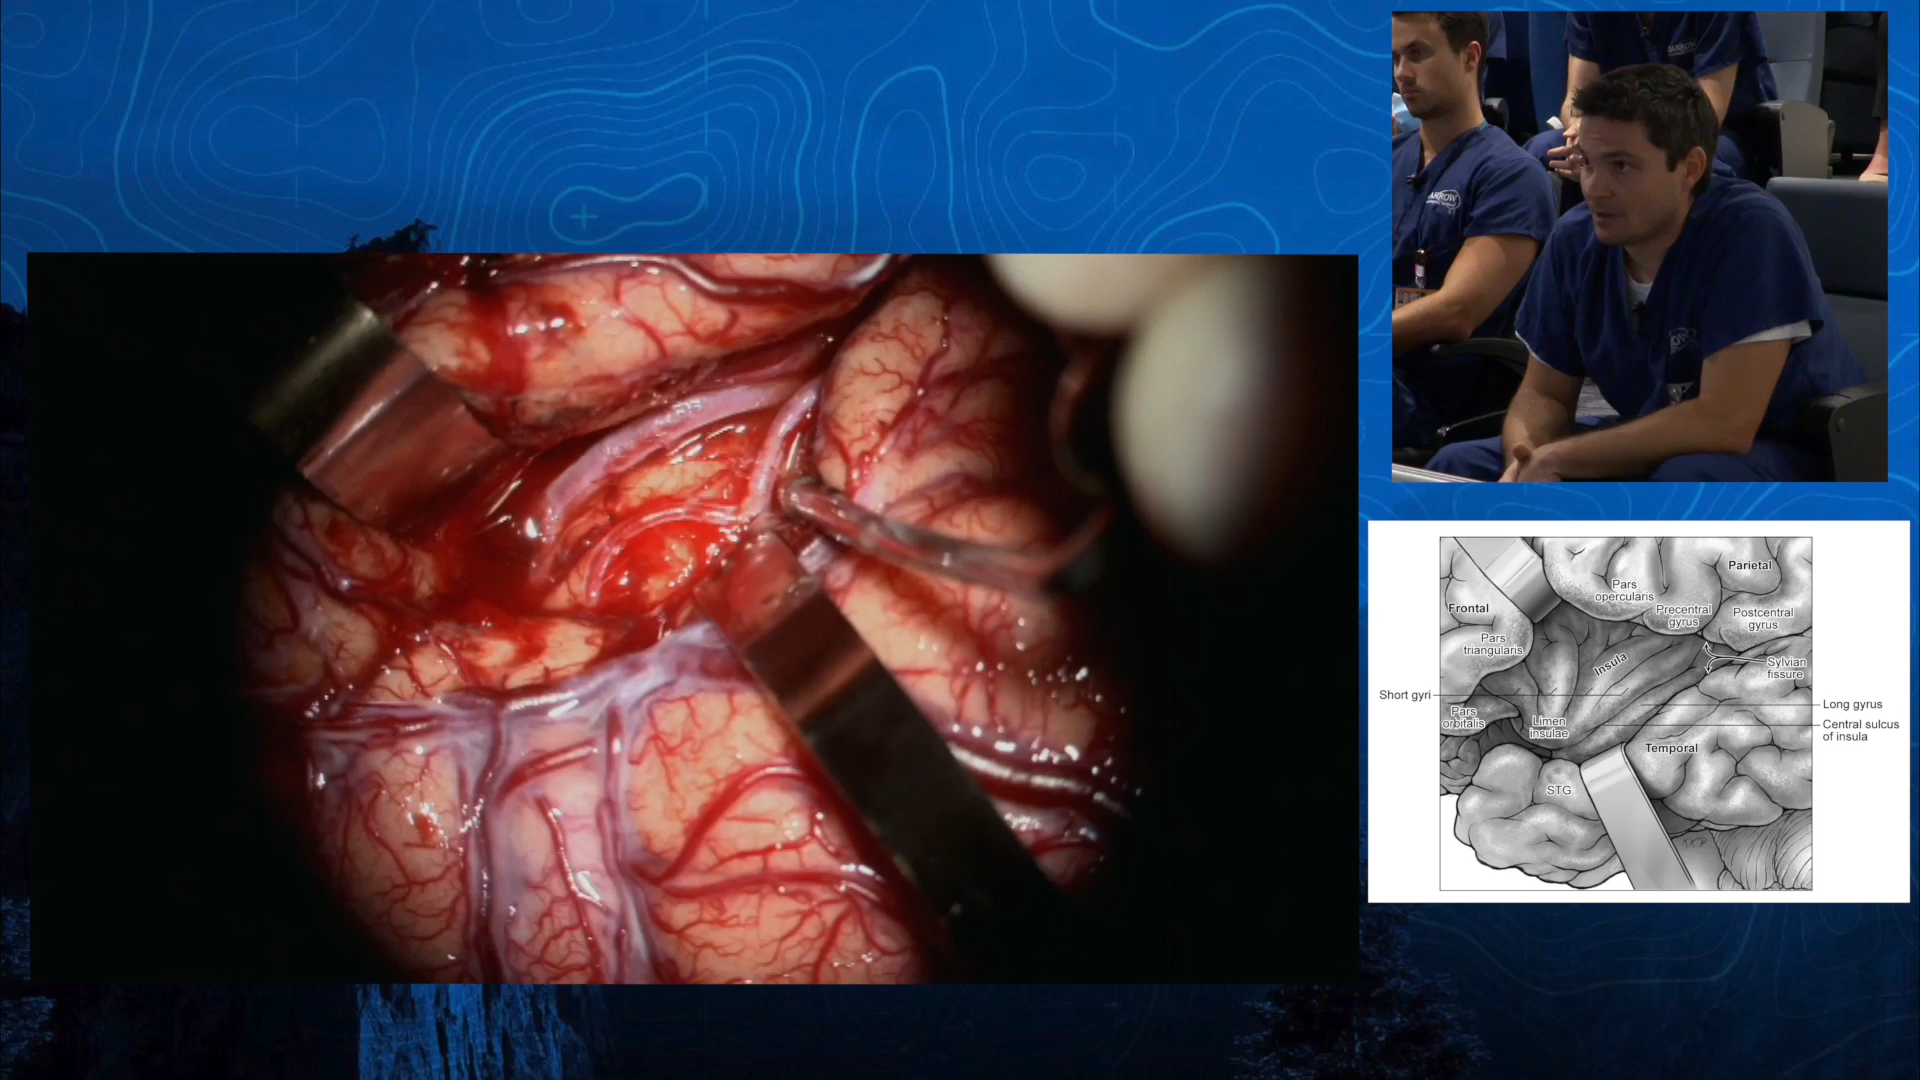 BARROW
Parietal
Pars
opercularis
Frontal
Precentral
gyrus
Postcentral
gyrus
Pars
triangularis
Insula
Sylvian
fissure
Short gyri
Long gyrus
Pars
orbitalis
Limen
insulae
Central sulcus
of insula
Temporal
STG